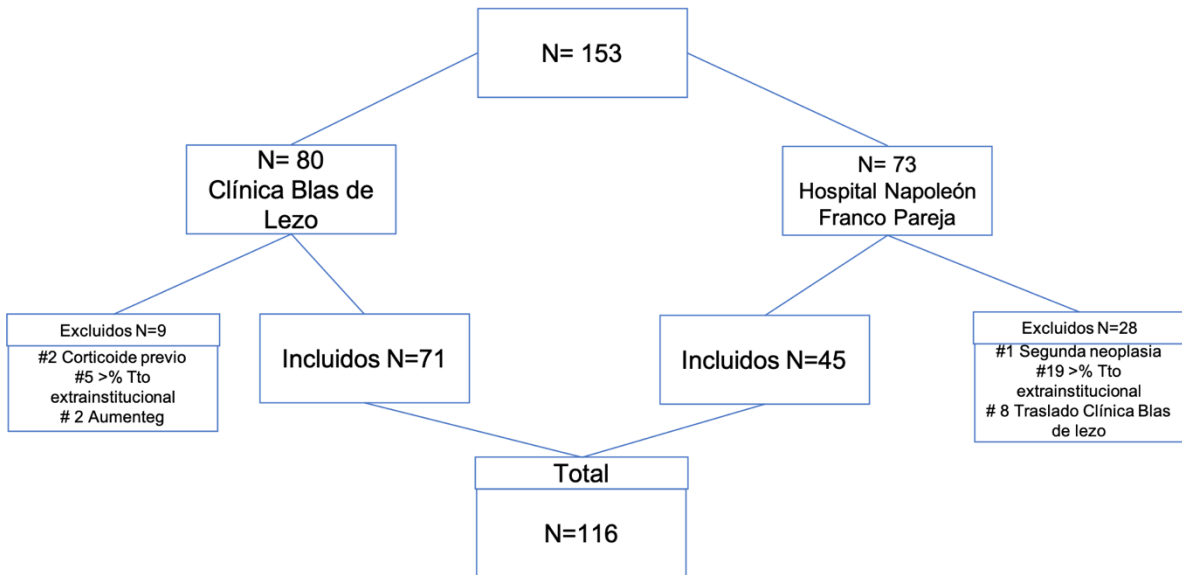 N= 153
N= 80
Clínica Blas de
Lezo
N= 73
Hospital Napoleón
Franco Pareja
Excluidos N=9
#2 Corticoide previo
#5 >% Tto
extrainstitucional
# 2 Aumenteg
Incluidos N=71
Incluidos N=45
Excluidos N=28
#1 Segunda neoplasia
#19 >% Tto
extrainstitucional
# 8 Traslado Clínica Blas
de lezo
Total
N=116